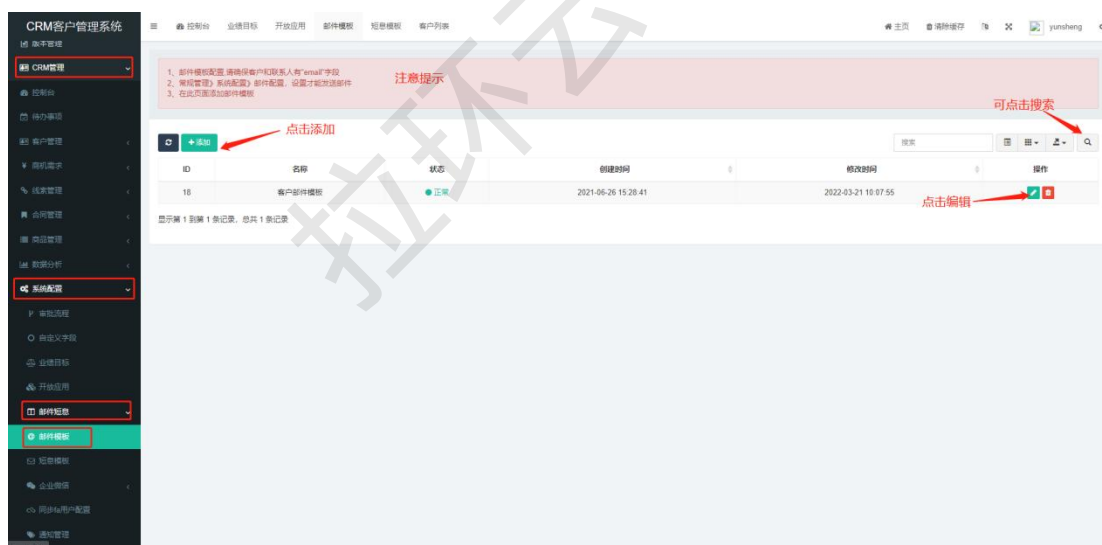 CRM客户管理系统
控制台 业绩目标 开放应用 邮件模板 短息模板 客户列表
主页 清除缓存 yunsheng
版本管理
CRM管理
控制台
待办事项
客户管理
商机需求
线索管理
合同管理
商品管理
数据分析
系统配置
审批流程
自定义字段
业绩目标
开放应用
邮件短息
邮件模板
短息模板
企业微信
通知管理
1、邮件模板配置,请确保客户和联系人有"email"字段
2、常规管理》系统配置》邮件配置,设置才能发送邮件
3、在此页面添加邮件模板
注意提示
可点击搜索
点击添加
添加
搜索
ID 名称 状态 创建时间 修改时间 操作
18 客户邮件模板 正常 2021-06-26 15:28:41 2022-03-21 10:07:55
点击编辑
显示第 1 到第 1 条记录，总共 1 条记录
拉环云